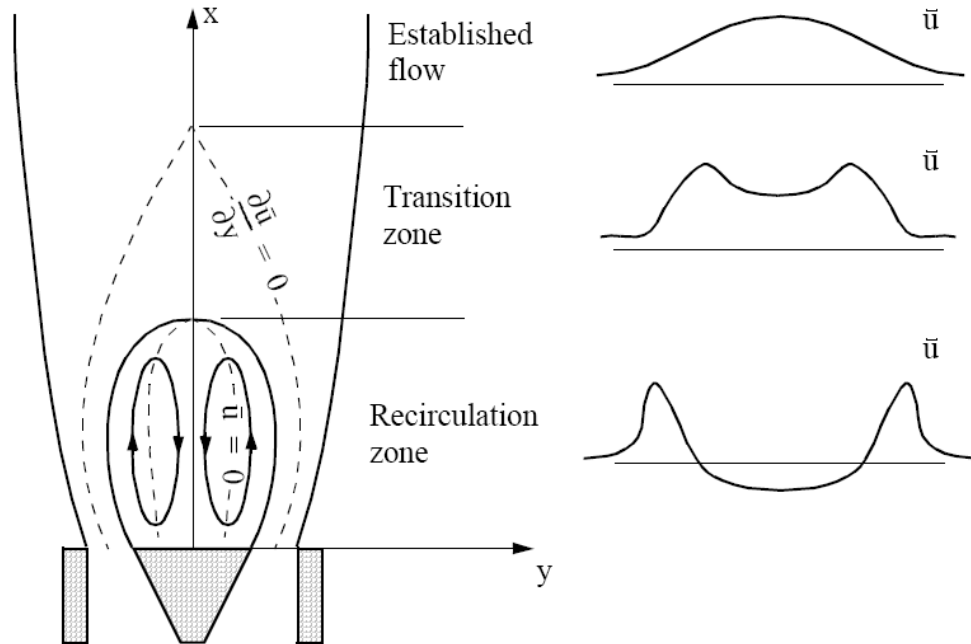 x
Established
flow
ū
∂ū/∂y = 0
Transition
zone
ū
ū = 0
Recirculation
zone
ū
y